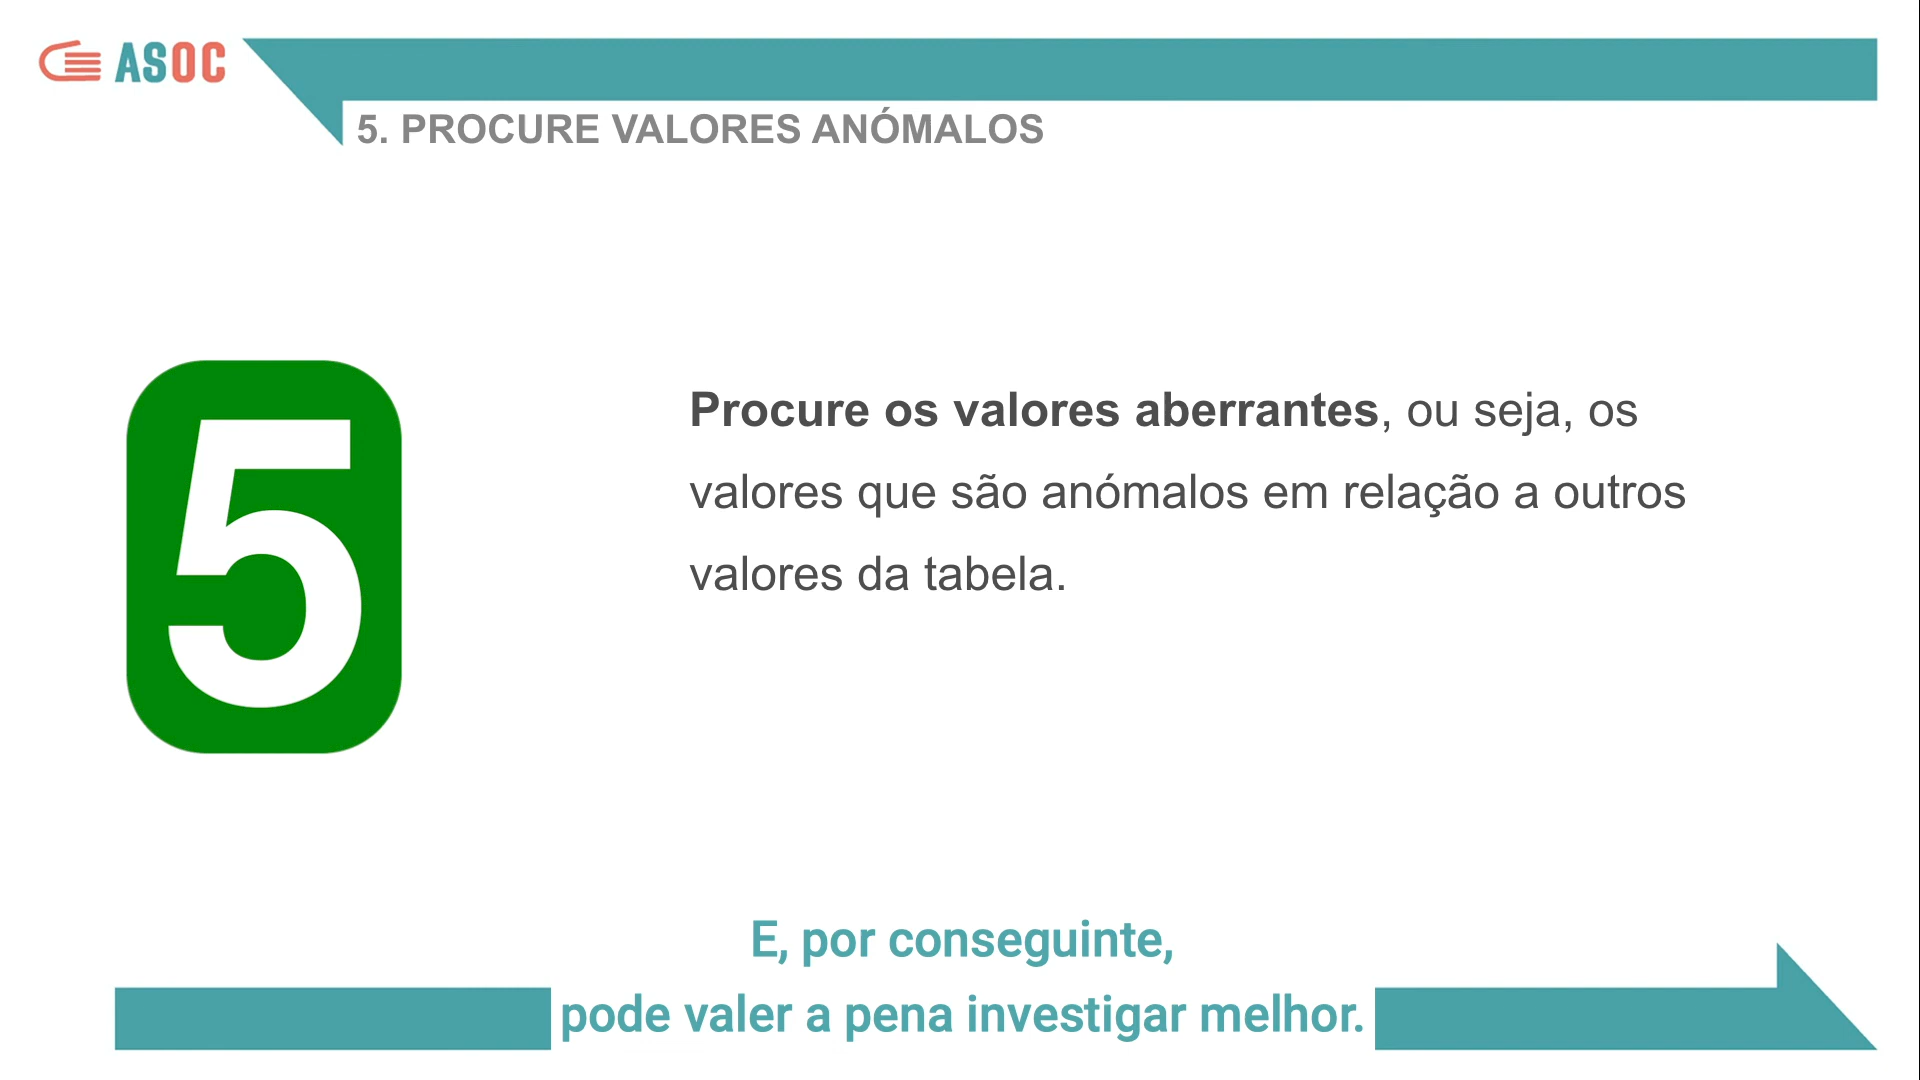 ASOC
5. PROCURE VALORES ANÓMALOS
5
Procure os valores aberrantes, ou seja, os
valores que são anómalos em relação a outros
valores da tabela.
E, por conseguinte,
pode valer a pena investigar melhor.